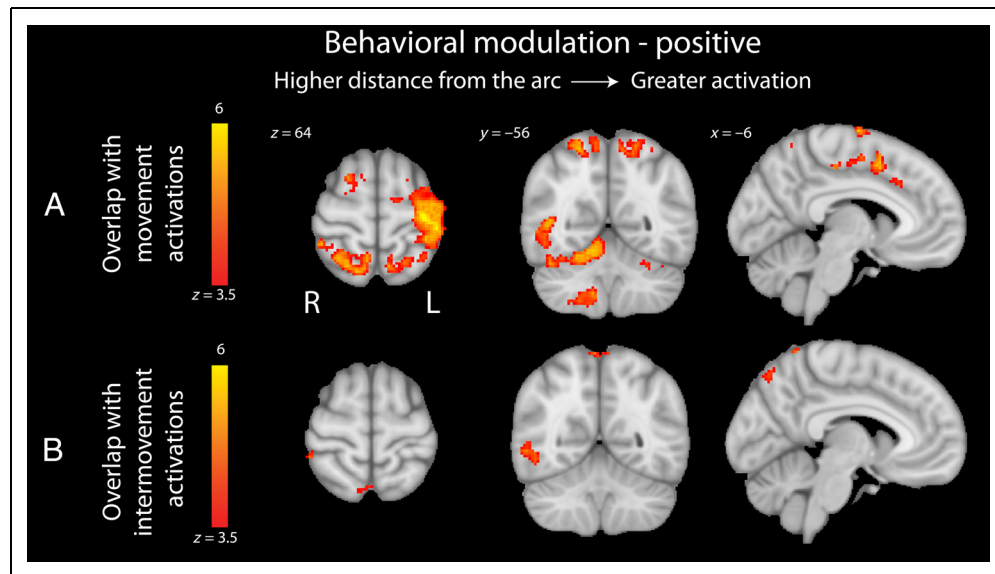 Behavioral modulation - positive
Higher distance from the arc ⟶ Greater activation
A
Overlap with
movement
activations
6
z = 3.5
z = 64
y = –56
x = –6
R
L
B
Overlap with
intermovement
activations
6
z = 3.5